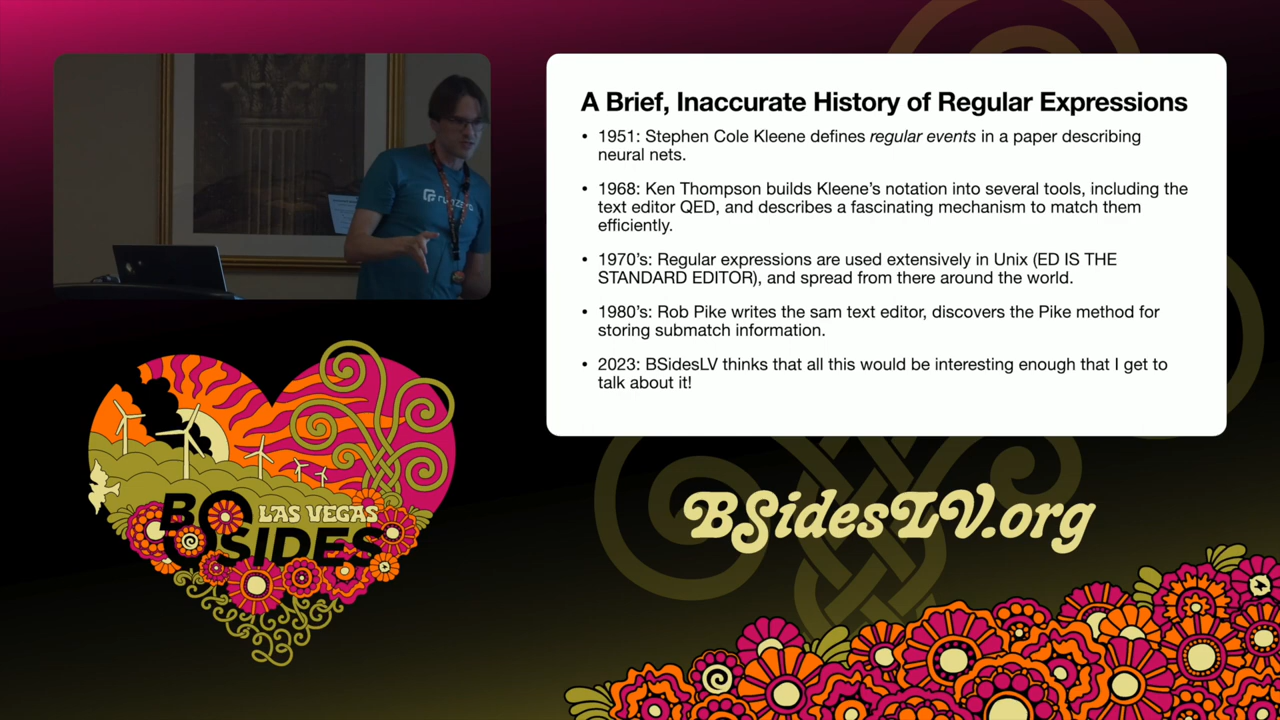 A Brief, Inaccurate History of Regular Expressions
• 1951: Stephen Cole Kleene defines regular events in a paper describing
neural nets.
• 1968: Ken Thompson builds Kleene's notation into several tools, including the
text editor QED, and describes a fascinating mechanism to match them
efficiently.
• 1970's: Regular expressions are used extensively in Unix (ED IS THE
STANDARD EDITOR), and spread from there around the world.
• 1980's: Rob Pike writes the sam text editor, discovers the Pike method for
storing submatch information.
• 2023: BSidesLV thinks that all this would be interesting enough that I get to
talk about it!
LAS VEGAS
BSIDES
23
BSidesLV.org